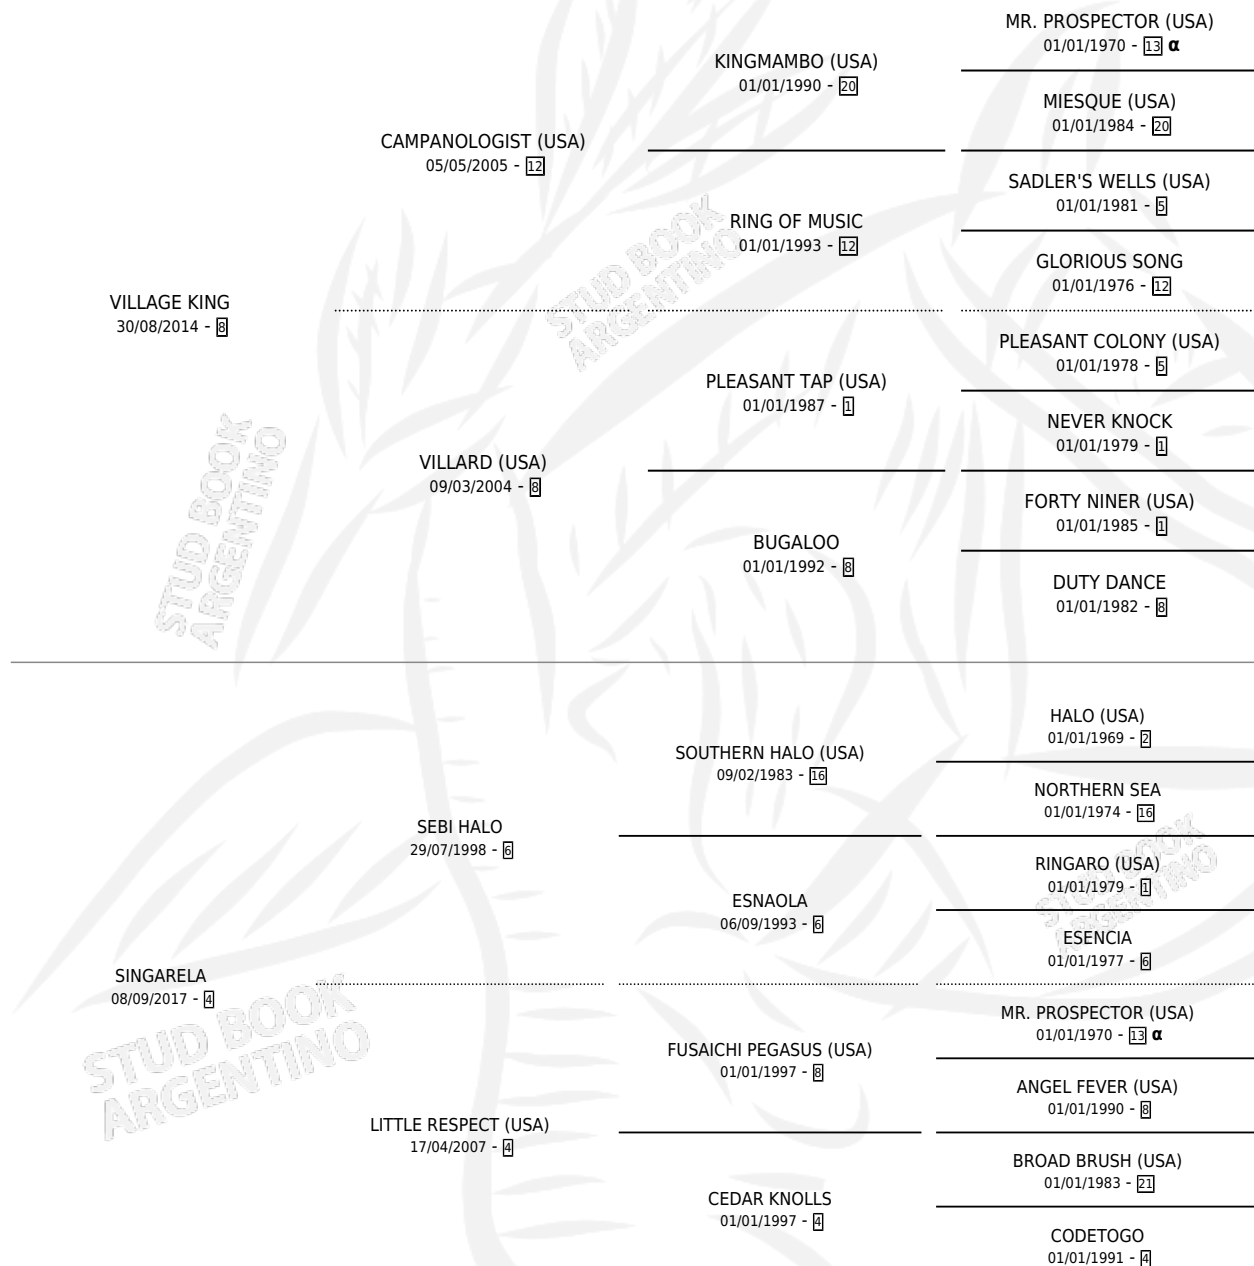 MR. PROSPECTOR (USA)
01/01/1970 - 13 α
KINGMAMBO (USA)
01/01/1990 - 20
MIESQUE (USA)
01/01/1984 - 20
CAMPANOLOGIST (USA)
05/05/2005 - 12
SADLER'S WELLS (USA)
01/01/1981 - 5
RING OF MUSIC
01/01/1993 - 12
GLORIOUS SONG
01/01/1976 - 12
VILLAGE KING
30/08/2014 - 8
PLEASANT COLONY (USA)
01/01/1978 - 5
PLEASANT TAP (USA)
01/01/1987 - 1
NEVER KNOCK
01/01/1979 - 1
VILLARD (USA)
09/03/2004 - 8
FORTY NINER (USA)
01/01/1985 - 1
BUGALOO
01/01/1992 - 8
DUTY DANCE
01/01/1982 - 8
HALO (USA)
01/01/1969 - 2
SOUTHERN HALO (USA)
09/02/1983 - 16
NORTHERN SEA
01/01/1974 - 16
SEBI HALO
29/07/1998 - 6
RINGARO (USA)
01/01/1979 - 1
ESNAOLA
06/09/1993 - 6
ESENCIA
01/01/1977 - 6
SINGARELA
08/09/2017 - 4
MR. PROSPECTOR (USA)
01/01/1970 - 13 α
FUSAICHI PEGASUS (USA)
01/01/1997 - 8
ANGEL FEVER (USA)
01/01/1990 - 8
LITTLE RESPECT (USA)
17/04/2007 - 4
BROAD BRUSH (USA)
01/01/1983 - 21
CEDAR KNOLLS
01/01/1997 - 4
CODETOGO
01/01/1991 - 4
STUD BOOK
ARGENTINO
STUD BOOK
ARGENTINO
STUD BOOK
ARGENTINO
STUD BOOK
ARGENTINO